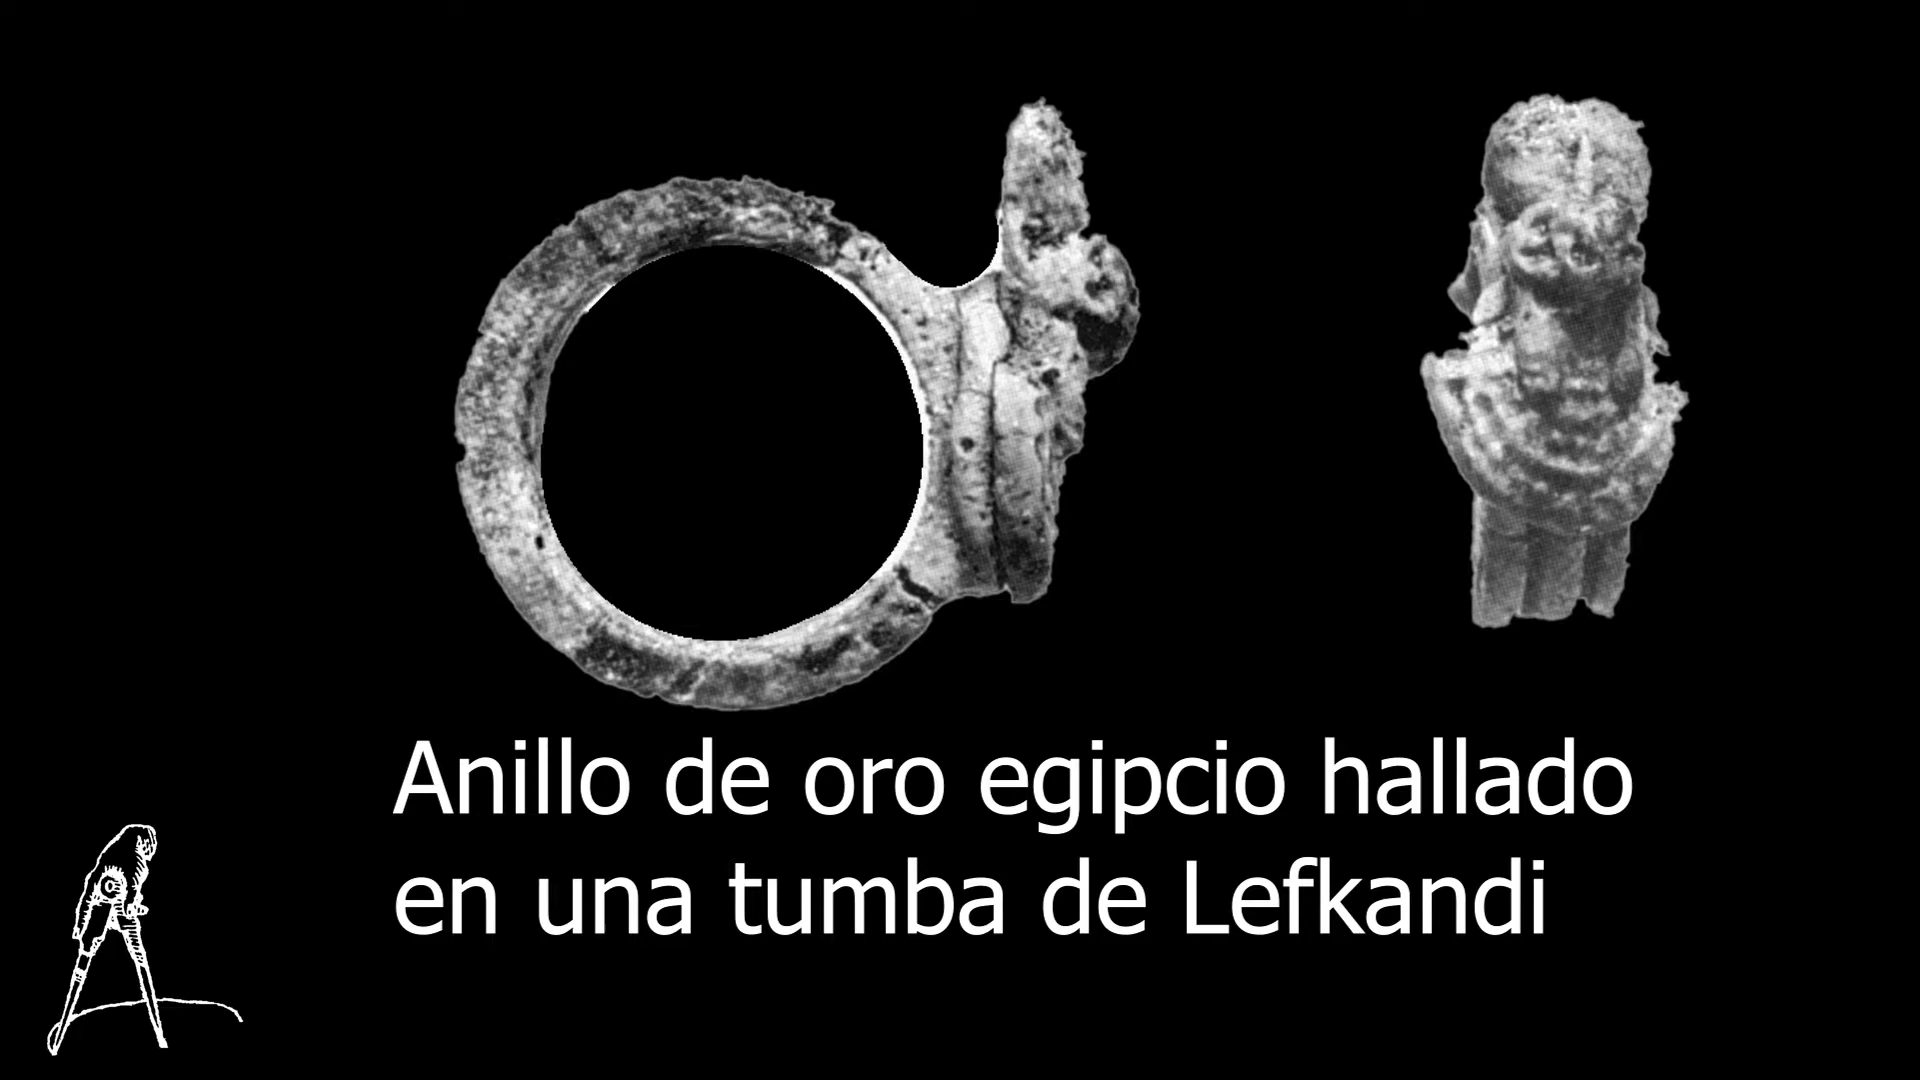 Anillo de oro egipcio hallado
en una tumba de Lefkandi